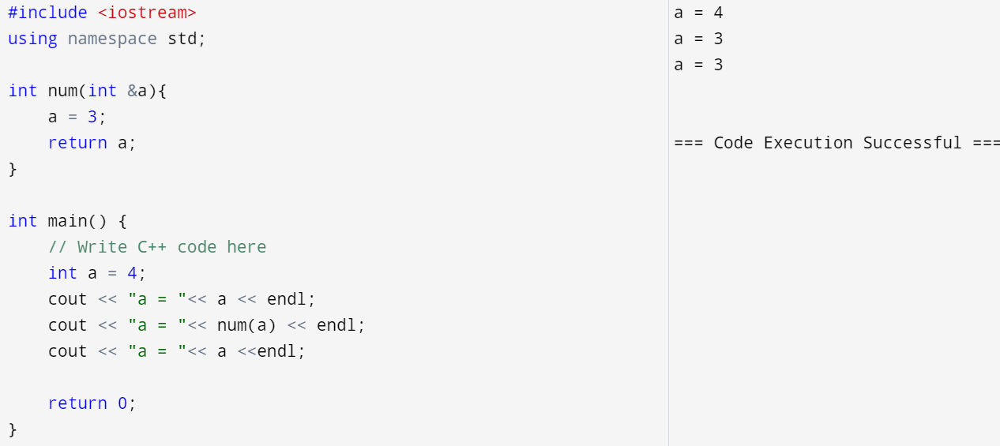 #include <iostream>
using namespace std;
int num(int &a){
    a = 3;
    return a;
}
int main() {
    // Write C++ code here
    int a = 4;
    cout << "a = "<< a << endl;
    cout << "a = "<< num(a) << endl;
    cout << "a = "<< a <<endl;
    return 0;
}
a = 4
a = 3
a = 3
=== Code Execution Successful ===